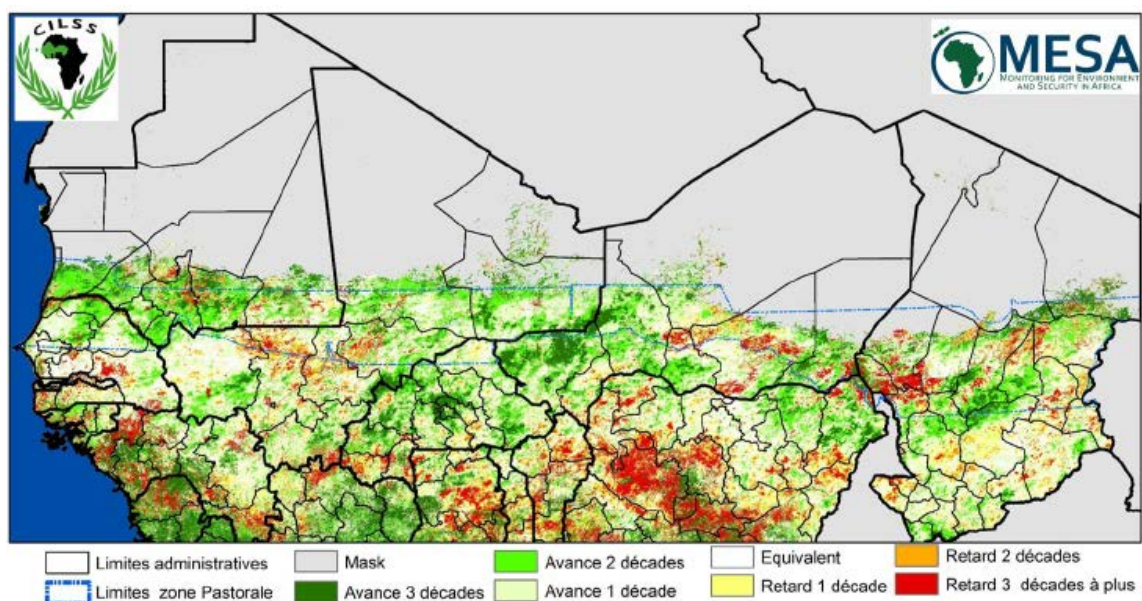 CILSS
MESA
MONITORING FOR ENVIRONMENT
AND SECURITY IN AFRICA
Limites administratives
Mask
Avance 2 décades
Equivalent
Retard 2 décades
Limites zone Pastorale
Avance 3 décades
Avance 1 décade
Retard 1 décade
Retard 3 décades à plus